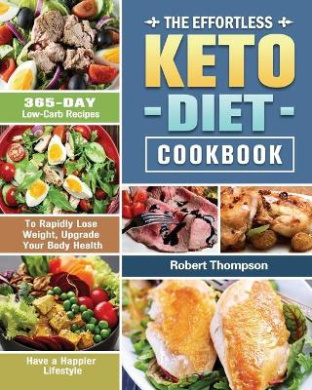 THE EFFORTLESS
KETO
-DIET-
COOKBOOK
365-DAY
Low-Carb Recipes
To Rapidly Lose
Weight, Upgrade
Your Body Health
Have a Happier
Lifestyle
Robert Thompson